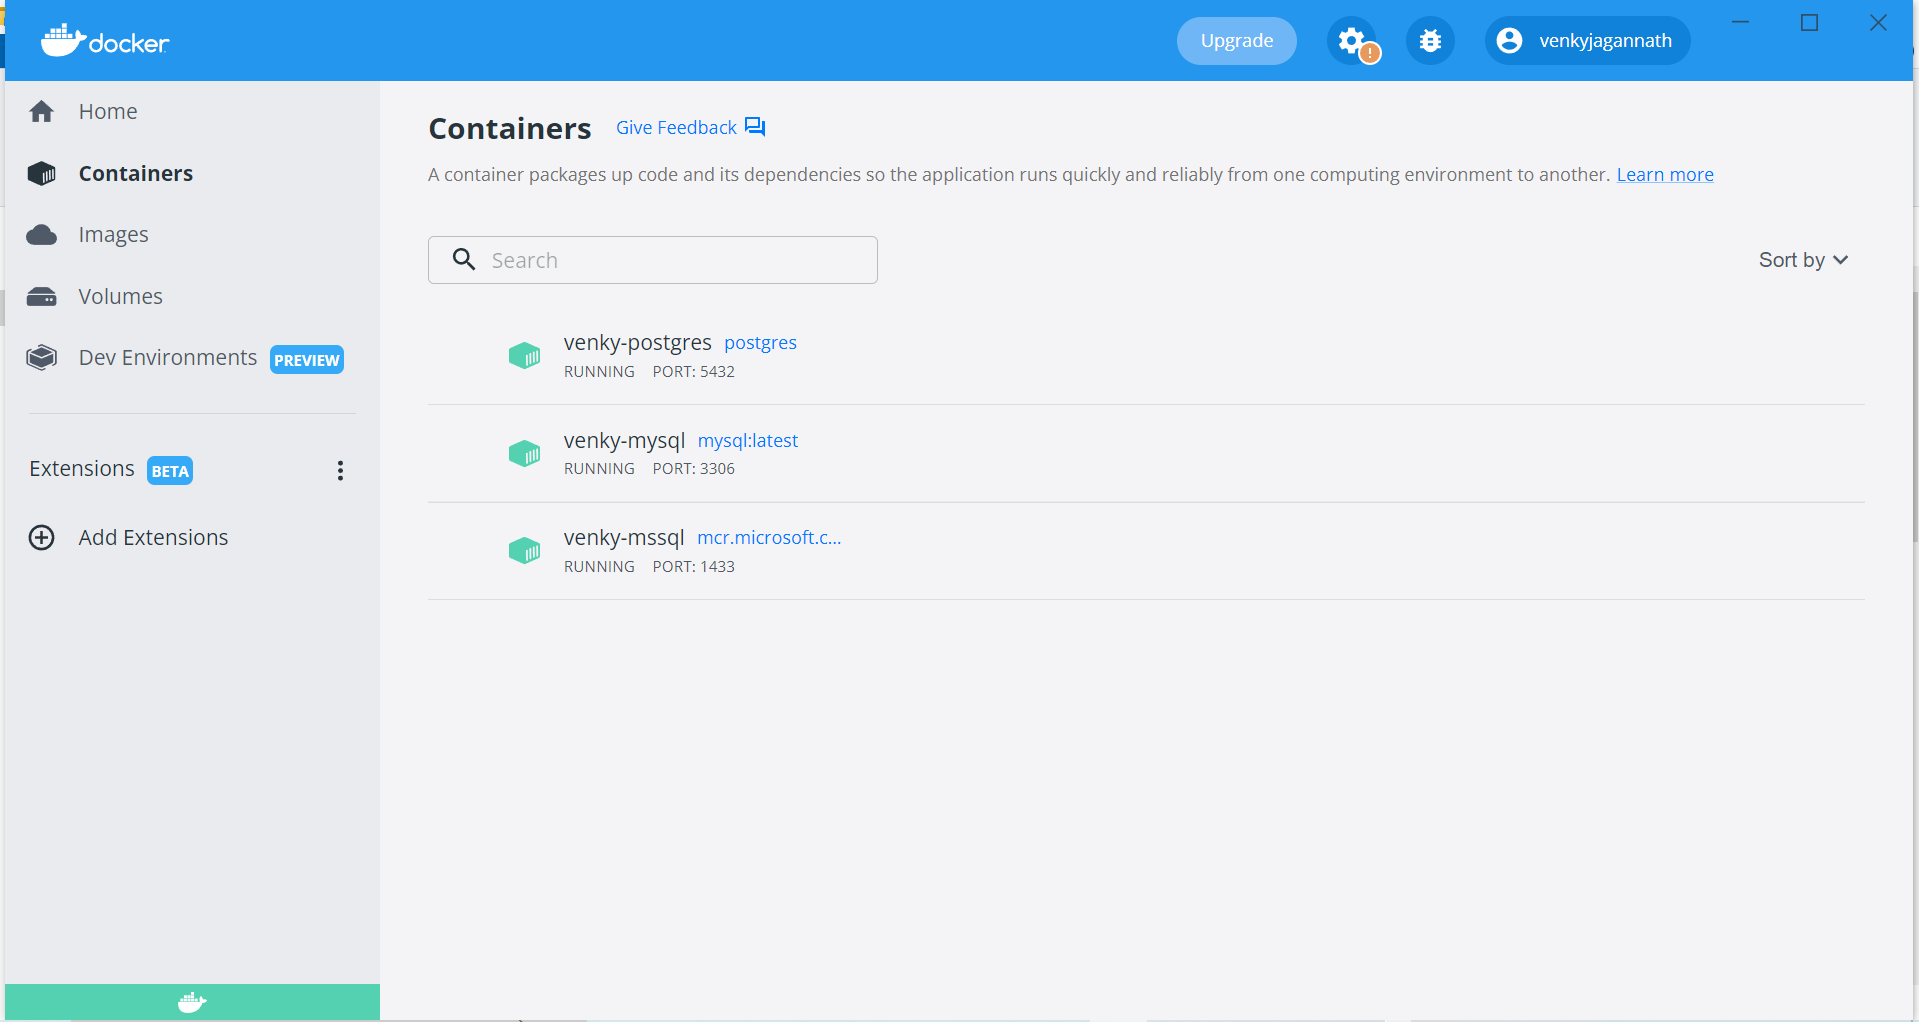 docker
Upgrade
venkyjagannath
Home
Containers
Images
Volumes
Dev Environments PREVIEW
Extensions BETA
Add Extensions
Containers Give Feedback
A container packages up code and its dependencies so the application runs quickly and reliably from one computing environment to another. Learn more
Search
Sort by
venky-postgres postgres
RUNNING PORT: 5432
venky-mysql mysql:latest
RUNNING PORT: 3306
venky-mssql mcr.microsoft.c...
RUNNING PORT: 1433